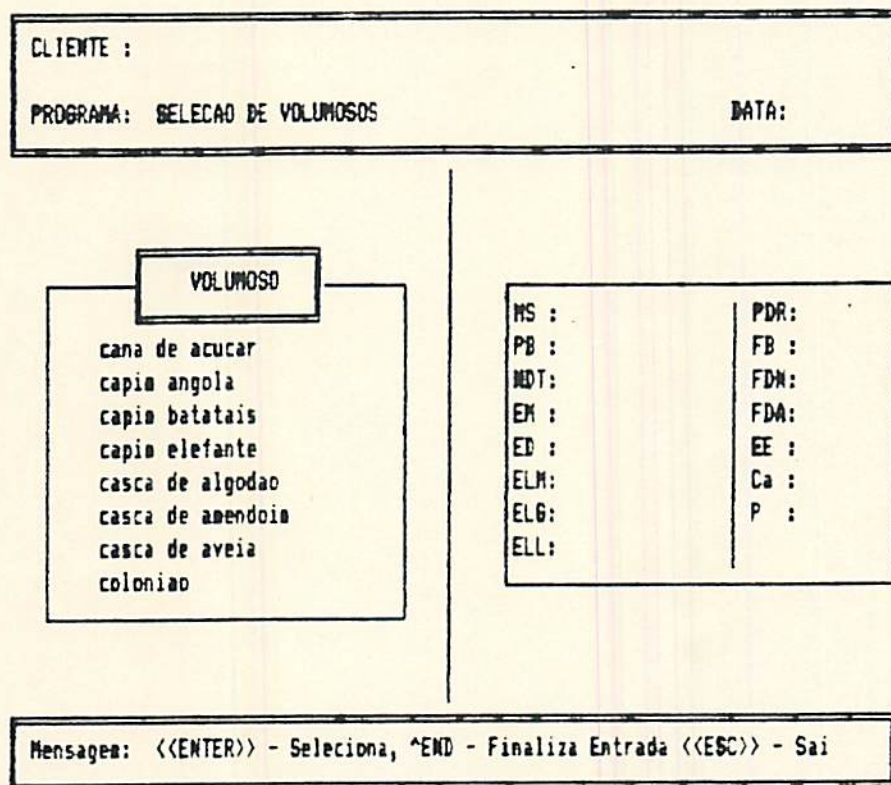 CLIENTE :
PROGRAMA: SELECAO DE VOLUMOSOS DATA:
VOLUMOSO
cana de acucar
capim angola
capim batatais
capim elefante
casca de algodao
casca de amendoim
casca de aveia
coloniao
MS : PDR:
PB : FB :
NDT: FDN:
EM : FDA:
ED : EE :
ELM: Ca :
ELG: P :
ELL:
Mensagem: <<ENTER>> - Seleciona, ^END - Finaliza Entrada <<ESC>> - Sai